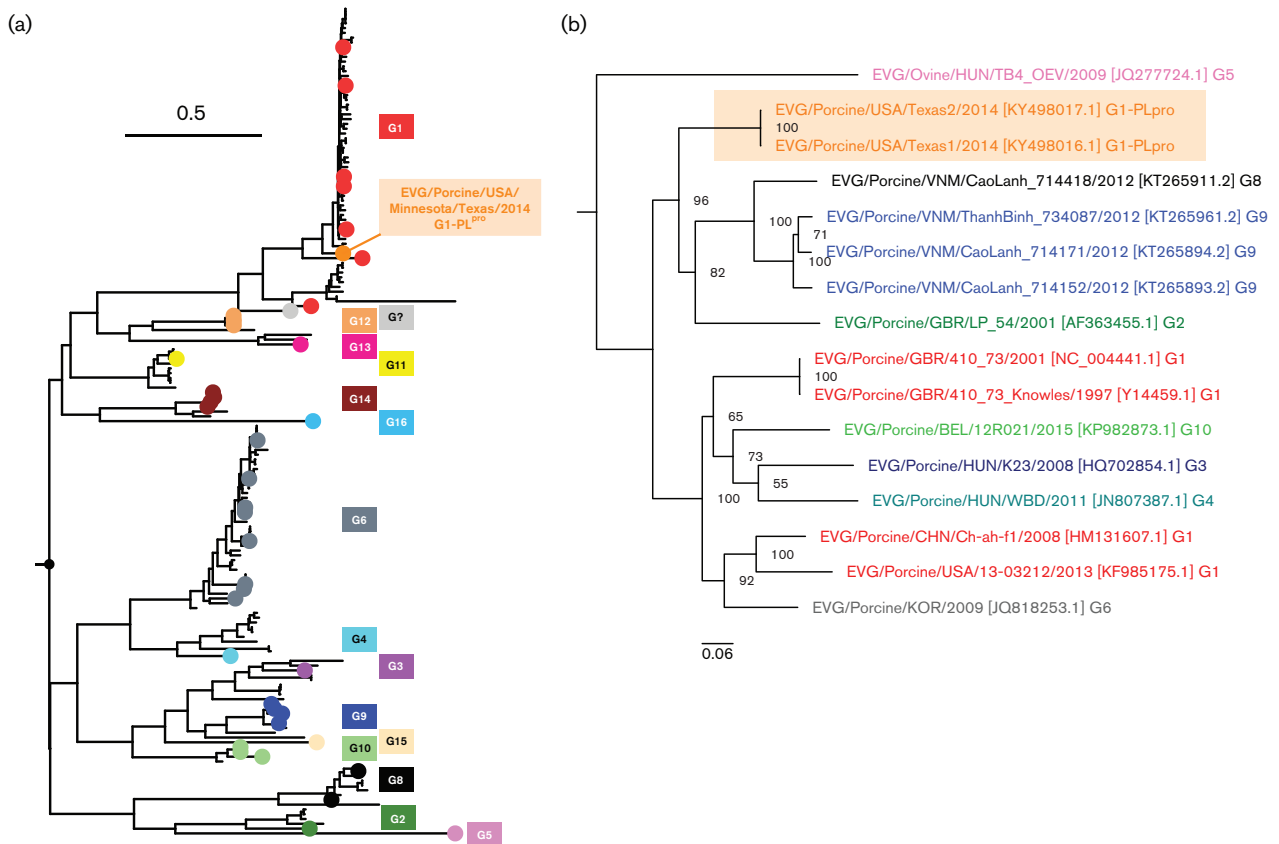 (a)
0.5
G1
EVG/Porcine/USA/
Minnesota/Texas/2014
G1-PLpro
G12
G?
G13
G11
G14
G16
G6
G4
G3
G9
G15
G10
G8
G2
G5
(b)
EVG/Ovine/HUN/TB4_OEV/2009 [JQ277724.1] G5
EVG/Porcine/USA/Texas2/2014 [KY498017.1] G1-PLpro
100
EVG/Porcine/USA/Texas1/2014 [KY498016.1] G1-PLpro
EVG/Porcine/VNM/CaoLanh_714418/2012 [KT265911.2] G8
96
100
EVG/Porcine/VNM/ThanhBinh_734087/2012 [KT265961.2] G9
71
EVG/Porcine/VNM/CaoLanh_714171/2012 [KT265894.2] G9
100
82
EVG/Porcine/VNM/CaoLanh_714152/2012 [KT265893.2] G9
EVG/Porcine/GBR/LP_54/2001 [AF363455.1] G2
EVG/Porcine/GBR/410_73/2001 [NC_004441.1] G1
100
EVG/Porcine/GBR/410_73_Knowles/1997 [Y14459.1] G1
65
EVG/Porcine/BEL/12R021/2015 [KP982873.1] G10
73
EVG/Porcine/HUN/K23/2008 [HQ702854.1] G3
55
100
EVG/Porcine/HUN/WBD/2011 [JN807387.1] G4
EVG/Porcine/CHN/Ch-ah-f1/2008 [HM131607.1] G1
100
EVG/Porcine/USA/13-03212/2013 [KF985175.1] G1
92
EVG/Porcine/KOR/2009 [JQ818253.1] G6
0.06